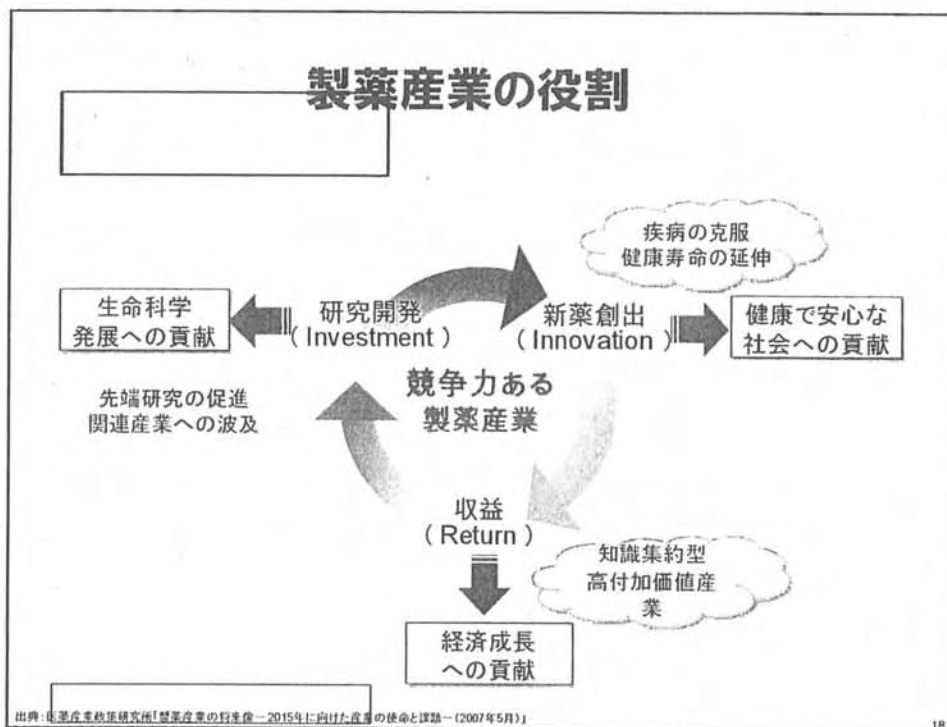 製薬産業の役割
疾病の克服
健康寿命の延伸
生命科学
発展への貢献
研究開発
(Investment)
新薬創出
(Innovation)
健康で安心な
社会への貢献
先端研究の促進
関連産業への波及
競争力ある
製薬産業
収益
(Return)
知識集約型
高付加価値産
業
経済成長
への貢献
出典:医薬産業政策研究所「製薬産業の将来像-2015年に向けた産業の使命と課題-(2007年5月)」
18